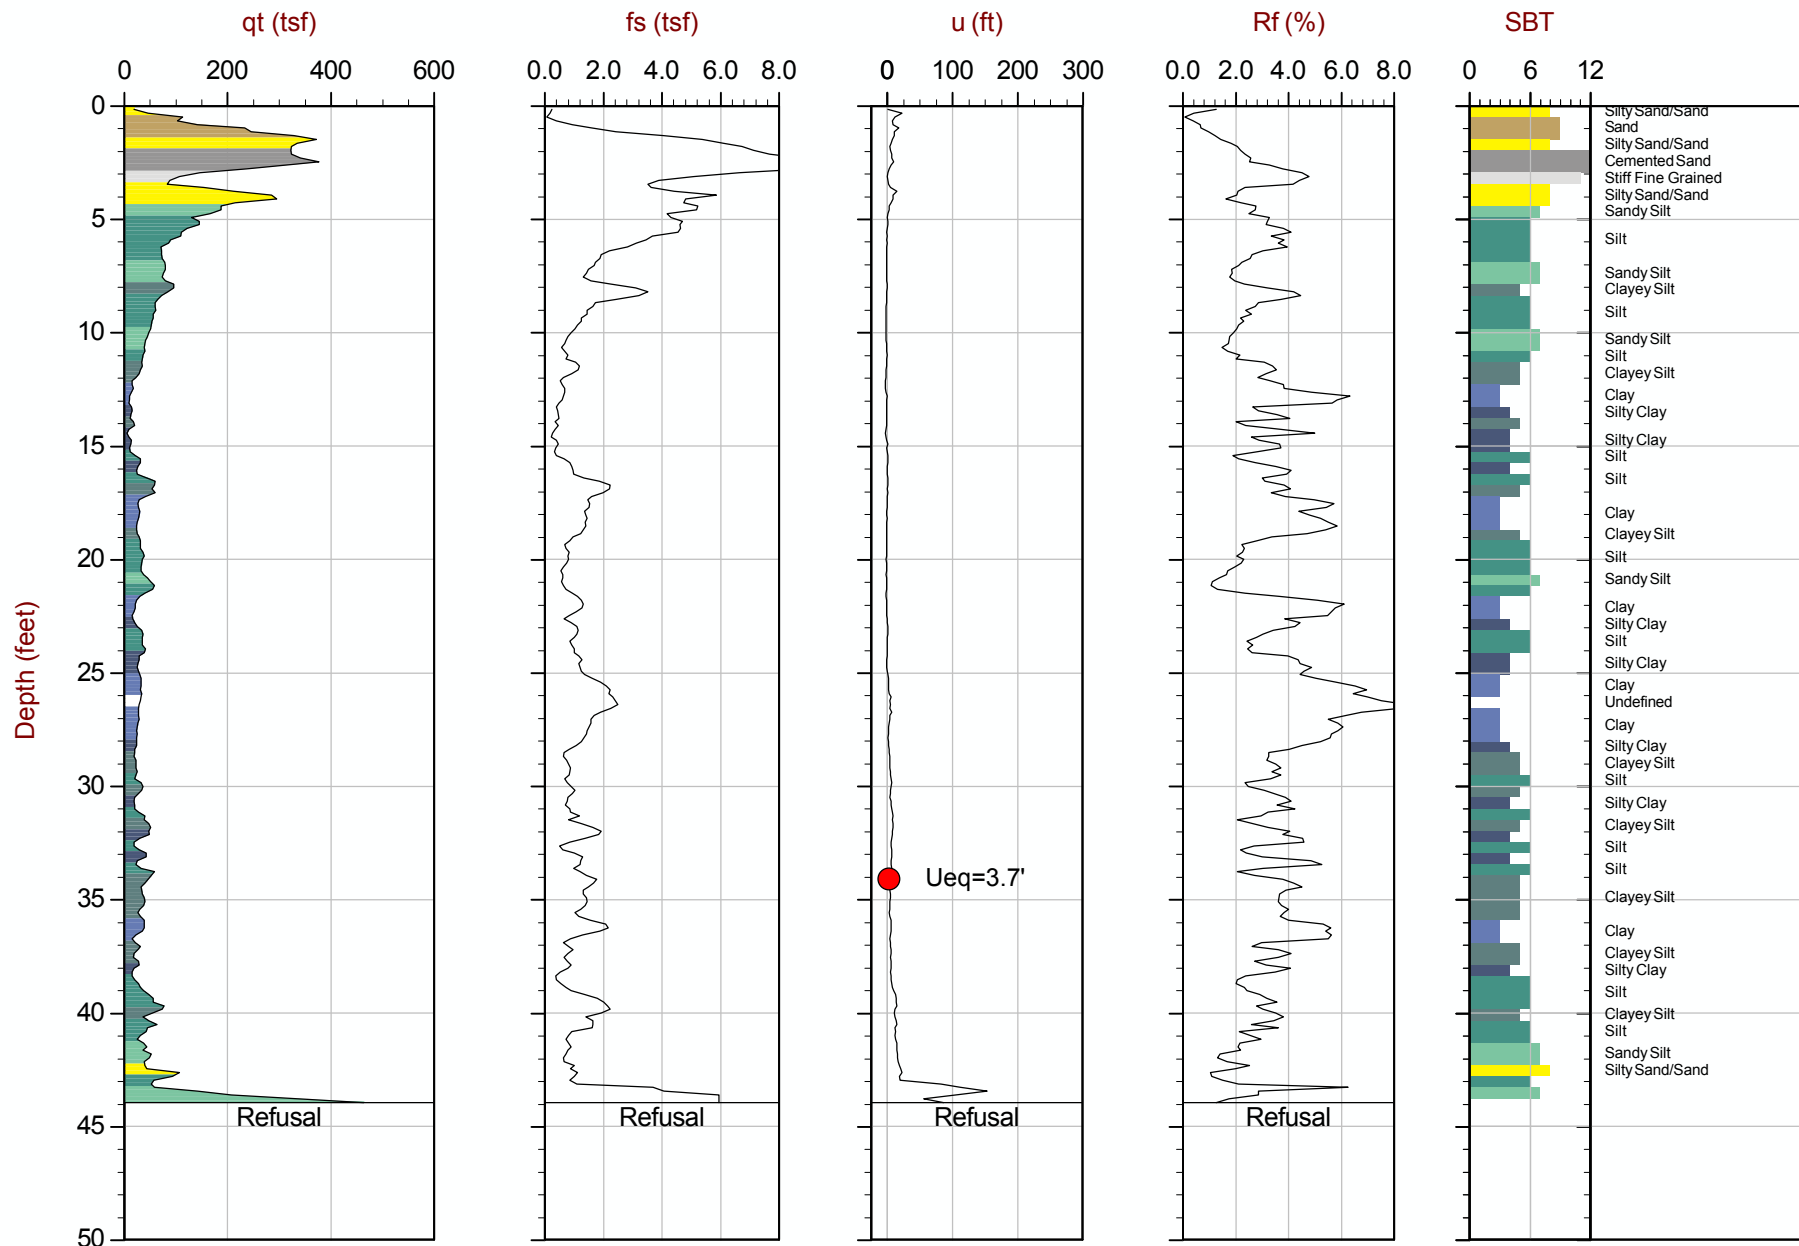 qt (tsf) fs (tsf) u (ft) Rf (%) SBT
0 200 400 600 0.0 2.0 4.0 6.0 8.0 0 100 200 300 0.0 2.0 4.0 6.0 8.0 0 6 12
0
Silty Sand/Sand
Sand
Silty Sand/Sand
Cemented Sand
Stiff Fine Grained
Silty Sand/Sand
Sandy Silt
5
Silt
Sandy Silt
Clayey Silt
Silt
10
Sandy Silt
Silt
Clayey Silt
Clay
Silty Clay
Silty Clay
15
Silt
Silt
Clay
Clayey Silt
20
Silt
Sandy Silt
Clay
Silty Clay
Silt
Silty Clay
25
Clay
Undefined
Clay
Silty Clay
Clayey Silt
30
Silt
Silty Clay
Clayey Silt
Silt
Silt
Ueq=3.7'
35
Clayey Silt
Clay
Clayey Silt
Silty Clay
Silt
40
Clayey Silt
Silt
Sandy Silt
Silty Sand/Sand
Refusal Refusal Refusal Refusal
45
50
Depth (feet)